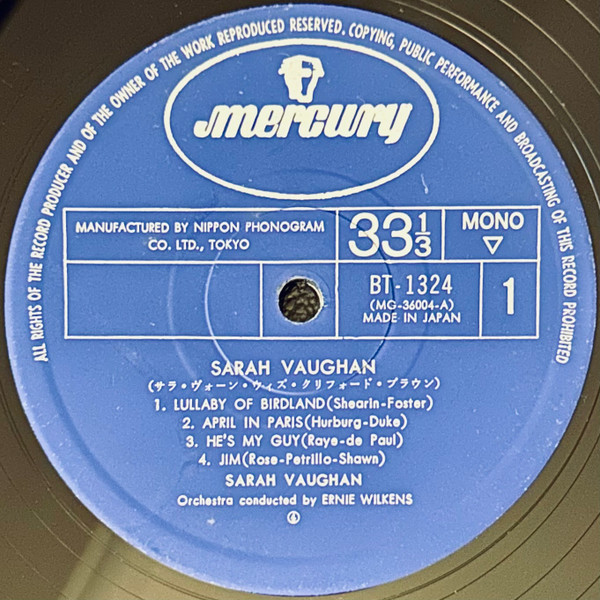 ALL RIGHTS OF THE RECORD PRODUCER AND OF THE OWNER OF THE WORK REPRODUCED RESERVED. COPYING, PUBLIC PERFORMANCE AND BROADCASTING OF THIS RECORD PROHIBITED
mercury
MANUFACTURED BY NIPPON PHONOGRAM
CO. LTD., TOKYO
33 1/3
MONO
▽
BT-1324
(MG-36004-A)
MADE IN JAPAN
1
SARAH VAUGHAN
(サラ・ヴォーン・ウィズ・クリフォード・ブラウン)
1. LULLABY OF BIRDLAND(Shearin-Foster)
2. APRIL IN PARIS(Hurburg-Duke)
3. HE'S MY GUY(Raye-de Paul)
4. JIM(Rose-Petrillo-Shawn)
SARAH VAUGHAN
Orchestra conducted by ERNIE WILKENS